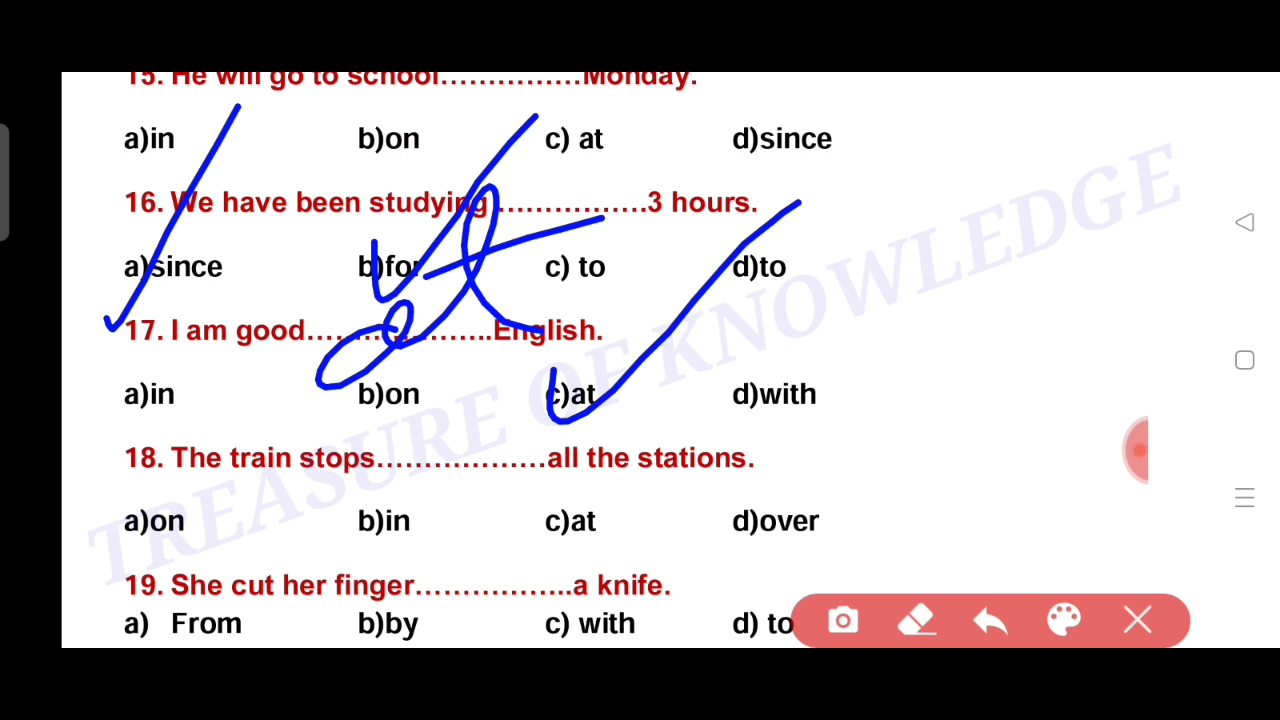 15. He will go to school...............Monday.
a)in b)on c) at d)since
16. We have been studying ................3 hours.
a)since b)for c) to d)to
17. I am good....................English.
at
a)in b)on c)at d)with
18. The train stops..................all the stations.
a)on b)in c)at d)over
19. She cut her finger.................a knife.
a) From b)by c) with d) to
TREASURE OF KNOWLEDGE